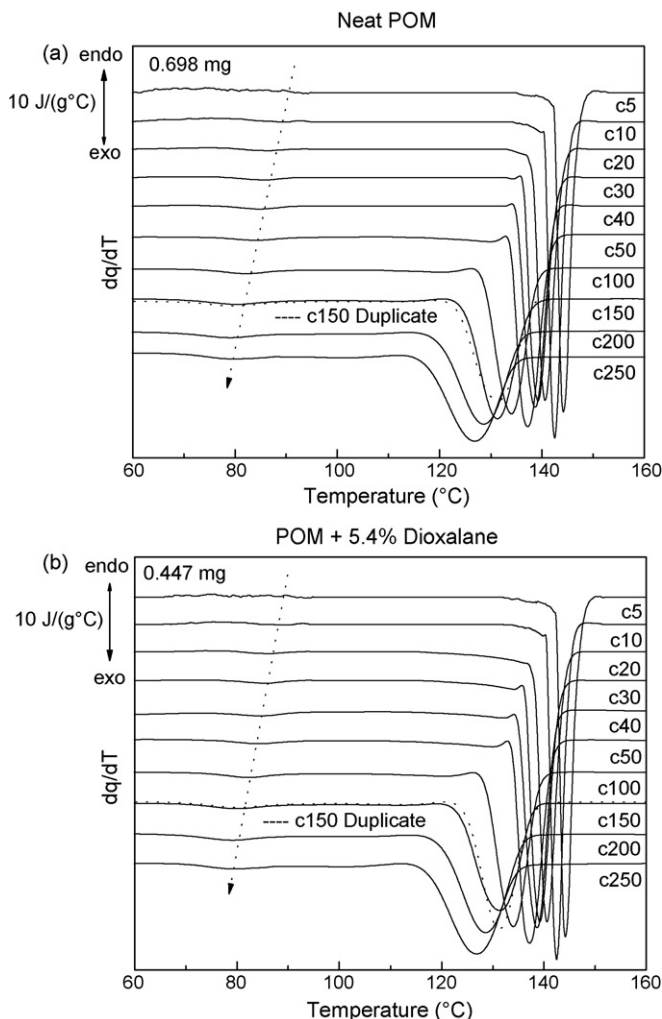 Neat POM
(a)
endo
0.698 mg
10 J/(g°C)
exo
dq/dT
c5
c10
c20
c30
c40
c50
c100
c150
c200
c250
---- c150 Duplicate
60 80 100 120 140 160
Temperature (°C)
POM + 5.4% Dioxalane
(b)
endo
0.447 mg
10 J/(g°C)
exo
dq/dT
c5
c10
c20
c30
c40
c50
c100
c150
c200
c250
---- c150 Duplicate
60 80 100 120 140 160
Temperature (°C)